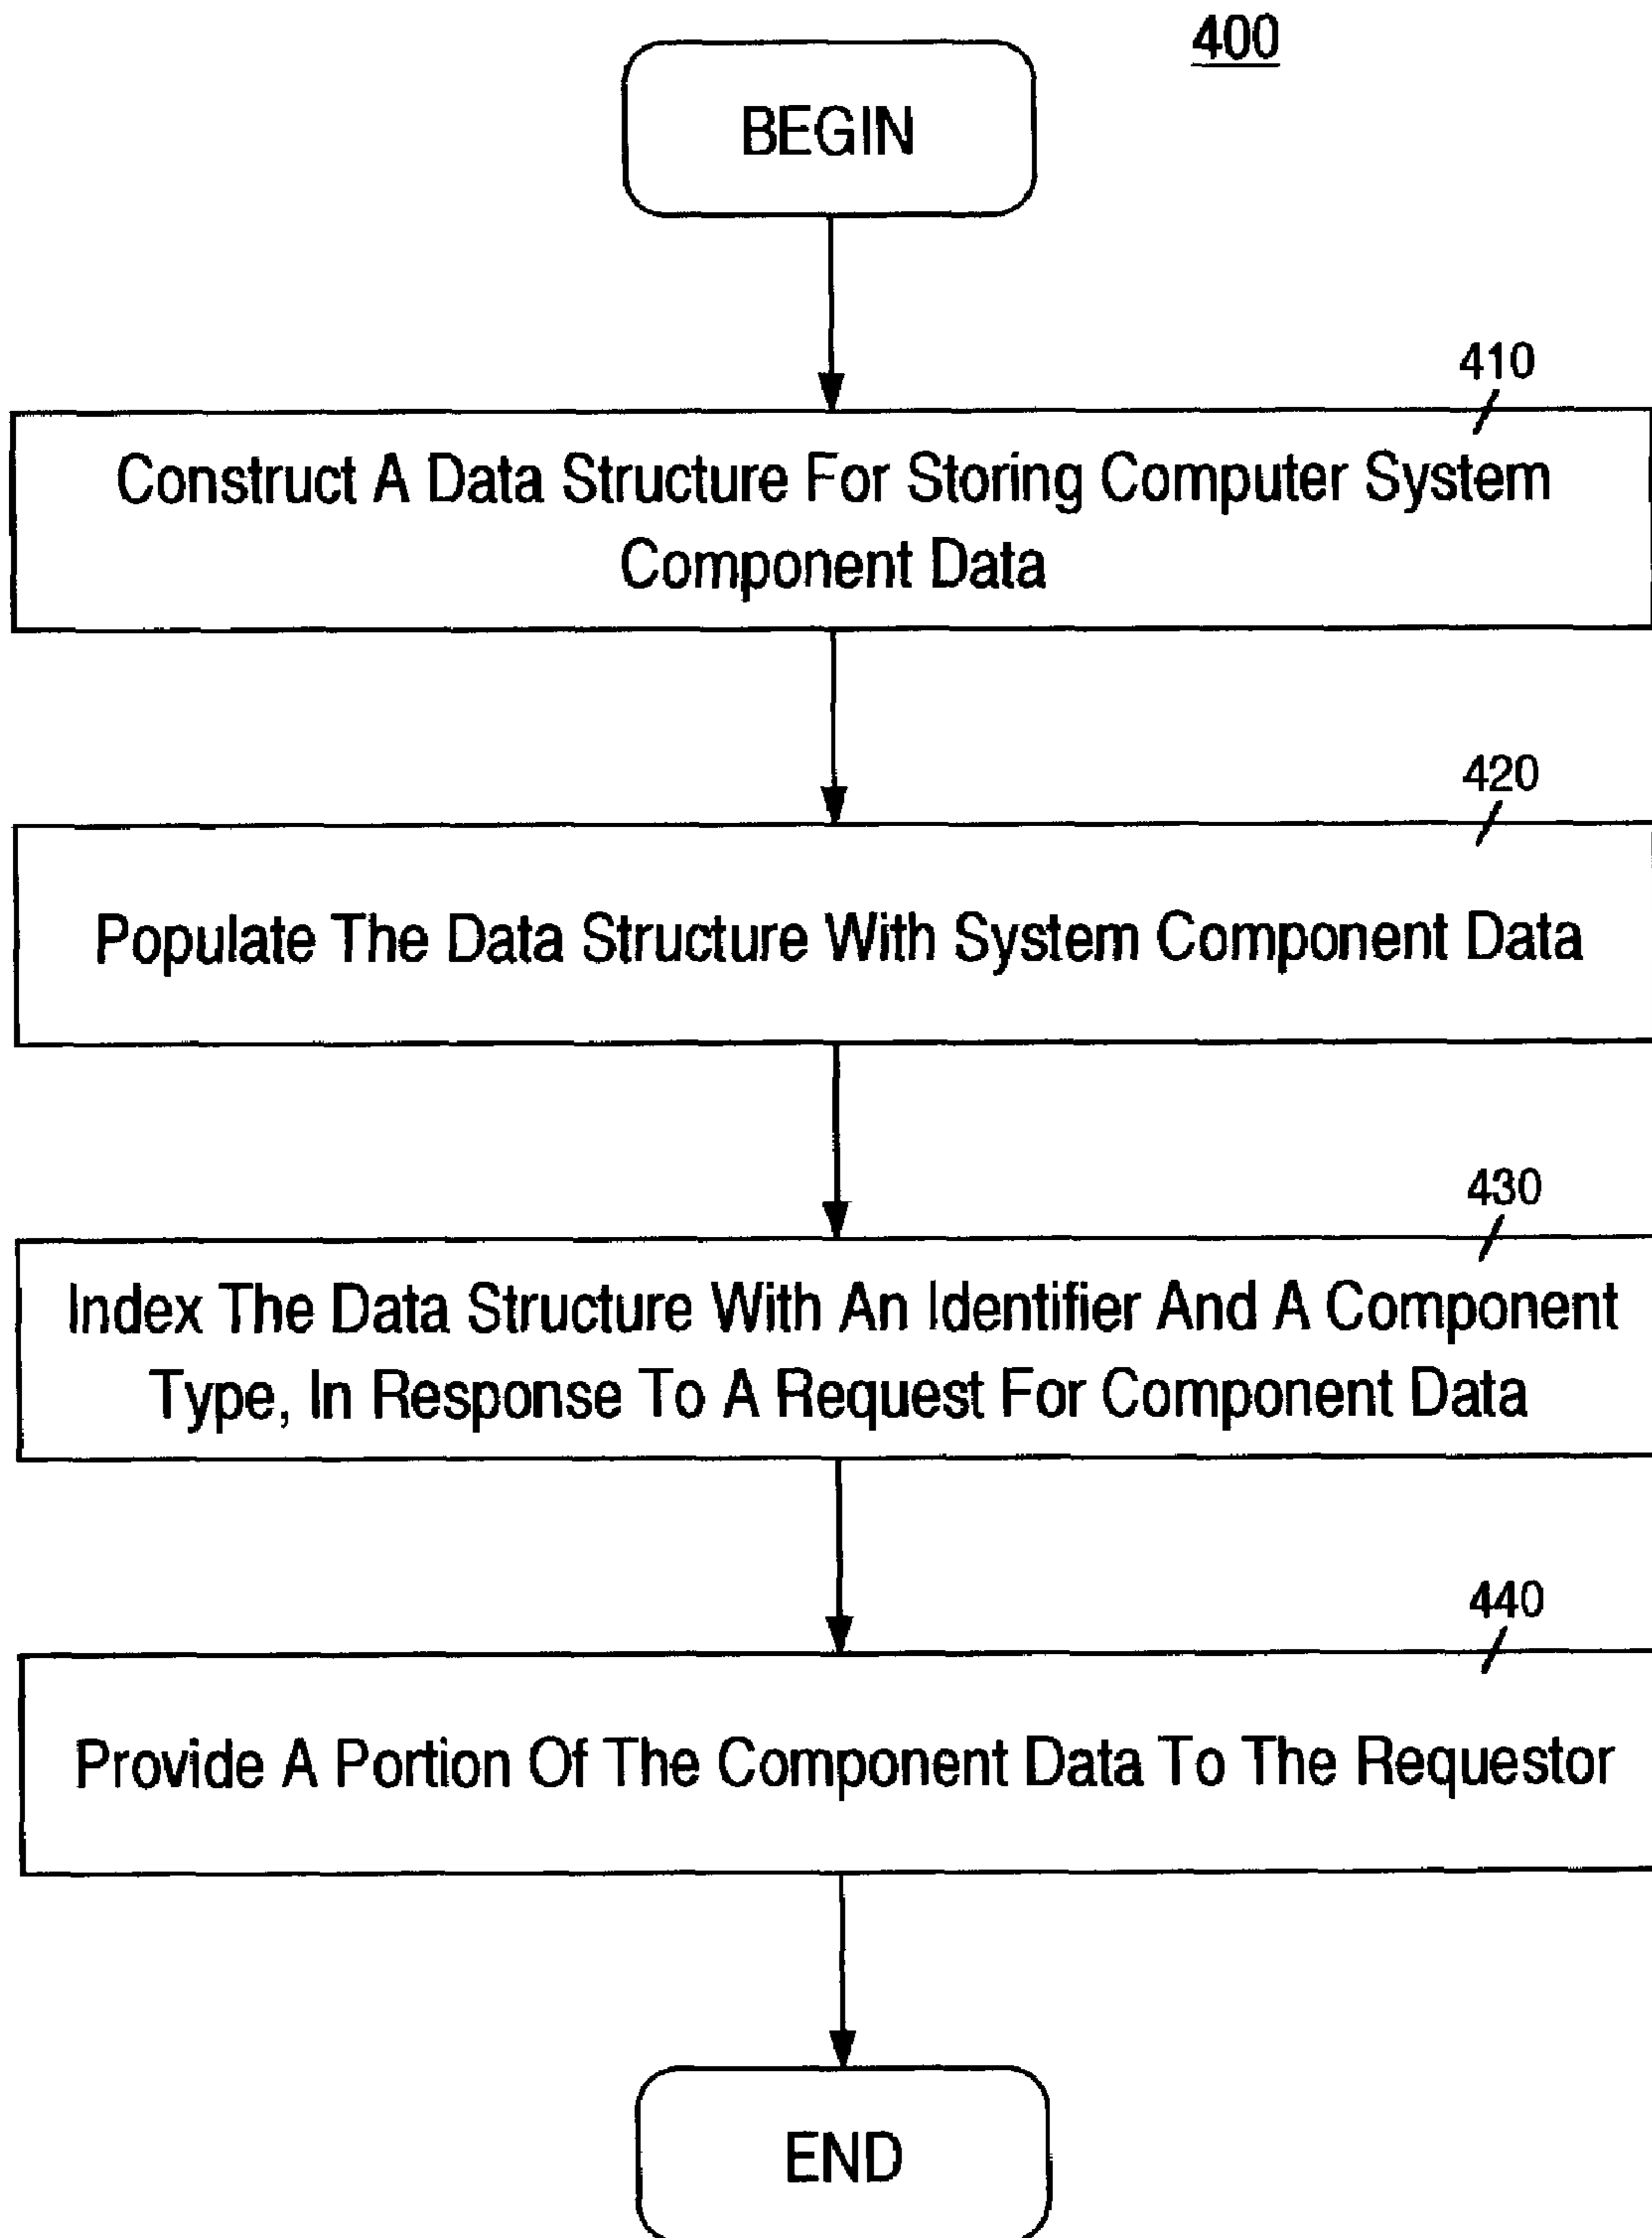 400
BEGIN
410
Construct A Data Structure For Storing Computer System
Component Data
420
Populate The Data Structure With System Component Data
430
Index The Data Structure With An Identifier And A Component
Type, In Response To A Request For Component Data
440
Provide A Portion Of The Component Data To The Requestor
END